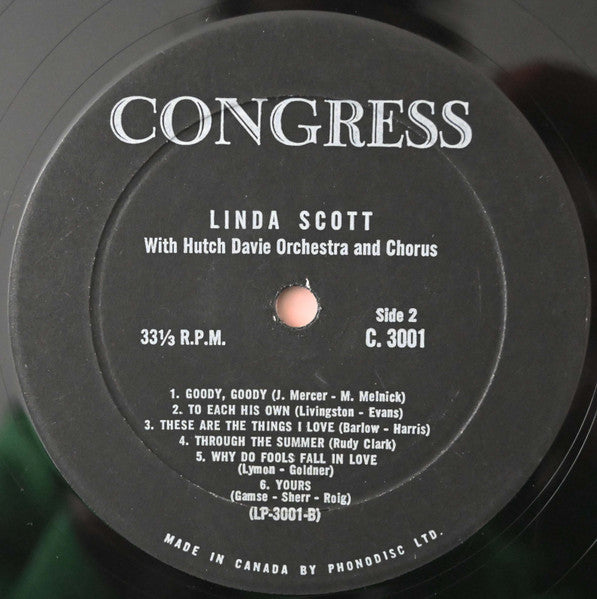 CONGRESS
LINDA SCOTT
With Hutch Davie Orchestra and Chorus
Side 2
33⅓ R.P.M. C. 3001
1. GOODY, GOODY (J. Mercer - M. Melnick)
2. TO EACH HIS OWN (Livingston - Evans)
3. THESE ARE THE THINGS I LOVE (Barlow - Harris)
4. THROUGH THE SUMMER (Rudy Clark)
5. WHY DO FOOLS FALL IN LOVE
(Lymon - Goldner)
6. YOURS
(Gamse - Sherr - Roig)
(LP-3001-B)
MADE IN CANADA BY PHONODISC LTD.